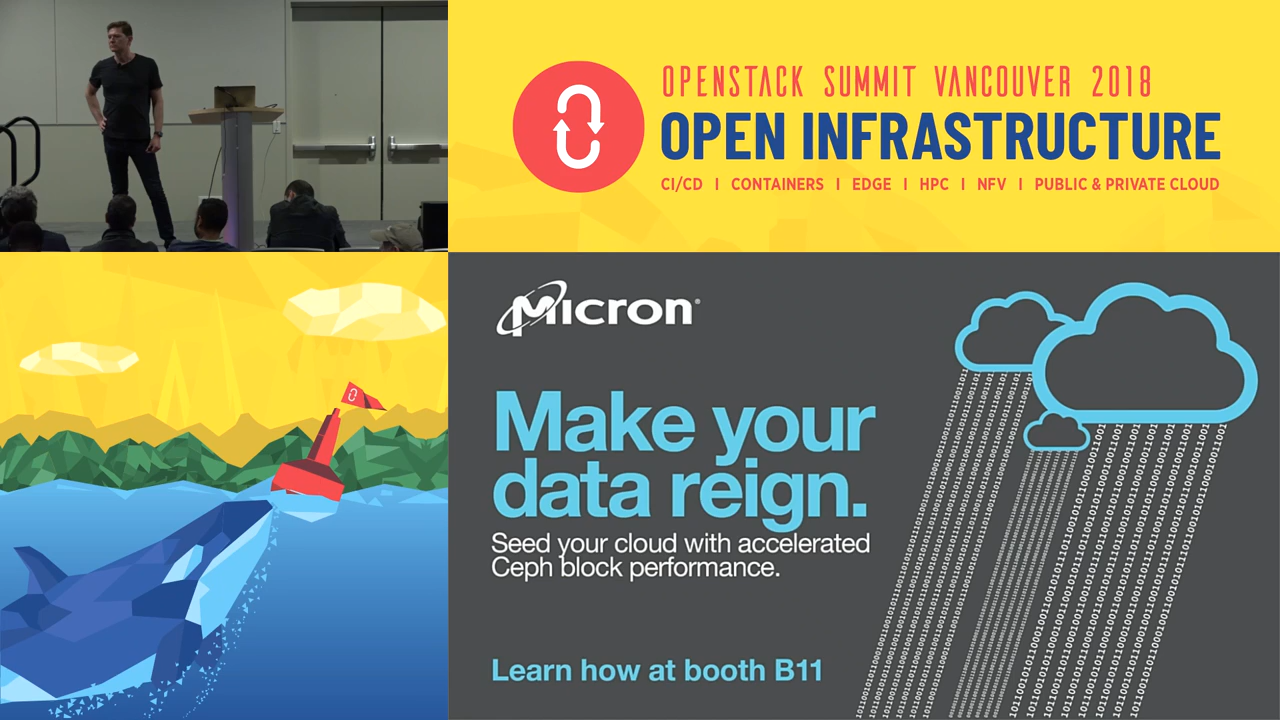 OPENSTACK SUMMIT VANCOUVER 2018
OPEN INFRASTRUCTURE
CI/CD | CONTAINERS | EDGE | HPC | NFV | PUBLIC & PRIVATE CLOUD
Micron®
Make your
data reign.
Seed your cloud with accelerated
Ceph block performance.
Learn how at booth B11